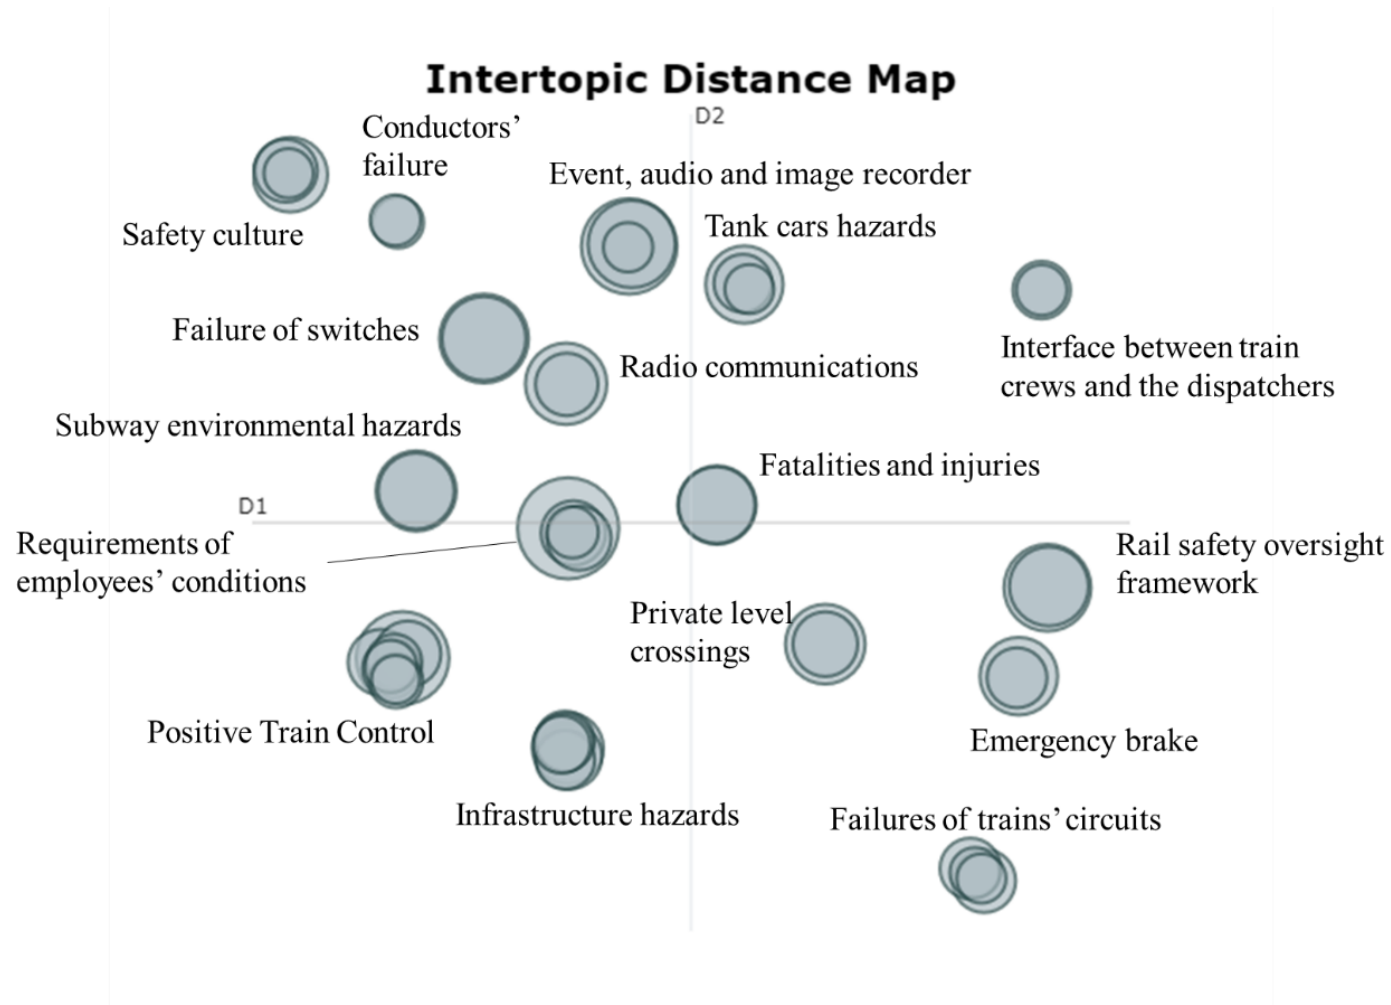 Intertopic Distance Map
D2
Conductors’
failure
Event, audio and image recorder
Tank cars hazards
Safety culture
Failure of switches
Interface between train
crews and the dispatchers
Radio communications
Subway environmental hazards
Fatalities and injuries
D1
Requirements of
employees’ conditions
Rail safety oversight
framework
Private level
crossings
Positive Train Control
Emergency brake
Infrastructure hazards
Failures of trains’ circuits